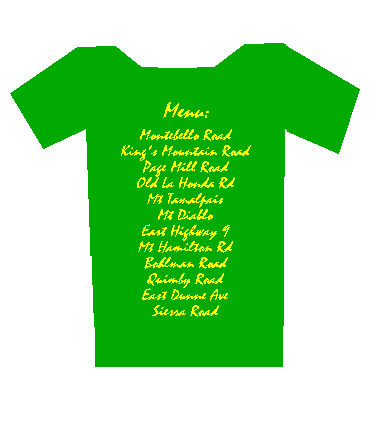 Menu:
Montebello Road
King's Mountain Road
Page Mill Road
Old La Honda Rd
Mt Tamalpais
Mt Diablo
East Highway 9
Mt Hamilton Rd
Bohlman Road
Quimby Road
East Dunne Ave
Sierra Road